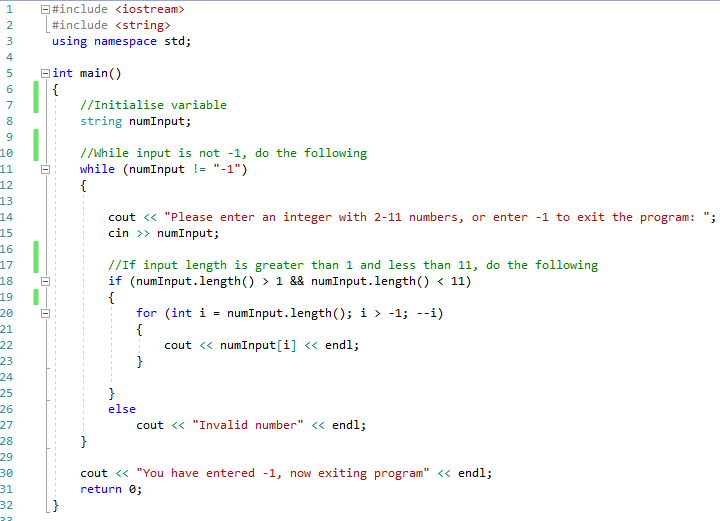 1 #include <iostream>
2 #include <string>
3 using namespace std;
4
5 int main()
6 {
7 //Initialise variable
8 string numInput;
9
10 //While input is not -1, do the following
11 while (numInput != "-1")
12 {
13
14 cout << "Please enter an integer with 2-11 numbers, or enter -1 to exit the program: ";
15 cin >> numInput;
16
17 //If input length is greater than 1 and less than 11, do the following
18 if (numInput.length() > 1 && numInput.length() < 11)
19 {
20 for (int i = numInput.length(); i > -1; --i)
21 {
22 cout << numInput[i] << endl;
23 }
24
25 }
26 else
27 cout << "Invalid number" << endl;
28 }
29
30 cout << "You have entered -1, now exiting program" << endl;
31 return 0;
32 }
33